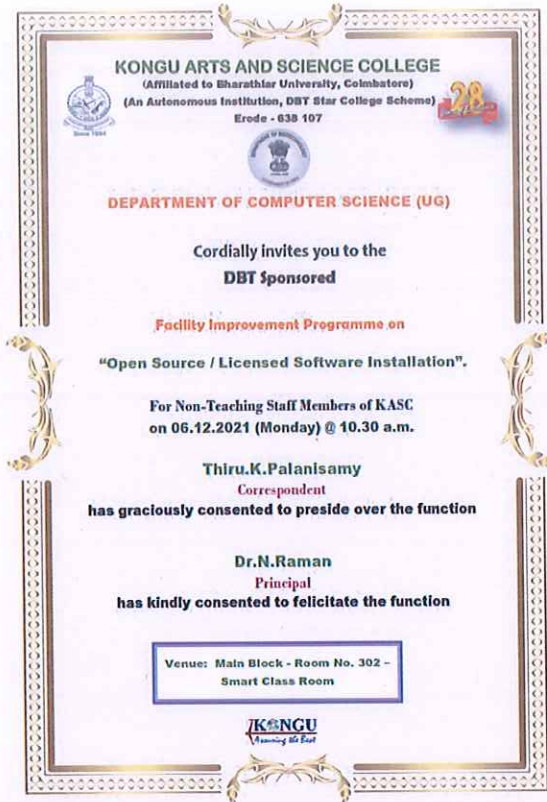 KONGU ARTS AND SCIENCE COLLEGE
(Affiliated to Bharathiar University, Coimbatore)
(An Autonomous Institution, DBT Star College Scheme)
Erode - 638 107
Since 1994
28
DEPARTMENT OF COMPUTER SCIENCE (UG)
Cordially invites you to the
DBT Sponsored
Facility Improvement Programme on
“Open Source / Licensed Software Installation”.
For Non-Teaching Staff Members of KASC
on 06.12.2021 (Monday) @ 10.30 a.m.
Thiru.K.Palanisamy
Correspondent
has graciously consented to preside over the function
Dr.N.Raman
Principal
has kindly consented to felicitate the function
Venue: Main Block - Room No. 302 –
Smart Class Room
KONGU
Assuring the Best